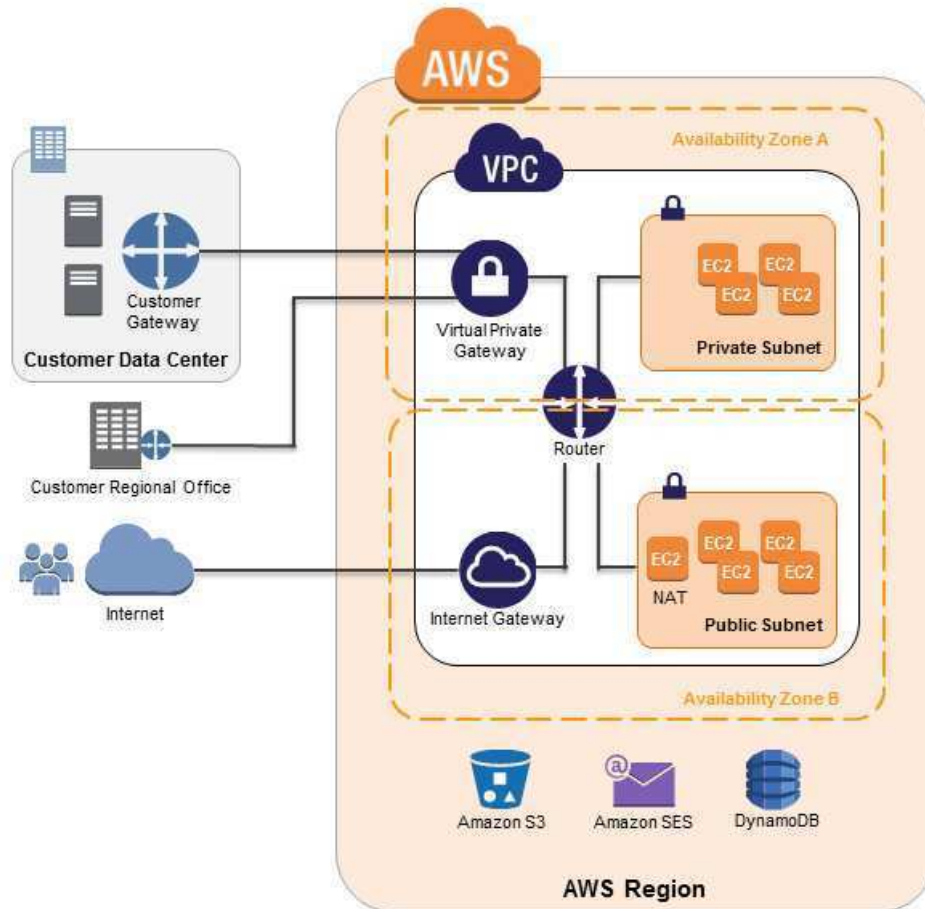 AWS
Availability Zone A
VPC
EC2
EC2
EC2
EC2
Customer
Gateway
Customer Data Center
Virtual Private
Gateway
Private Subnet
Router
Customer Regional Office
EC2
EC2
EC2
EC2
EC2
NAT
Internet
Internet Gateway
Public Subnet
Availability Zone B
@
Amazon S3
Amazon SES
DynamoDB
AWS Region